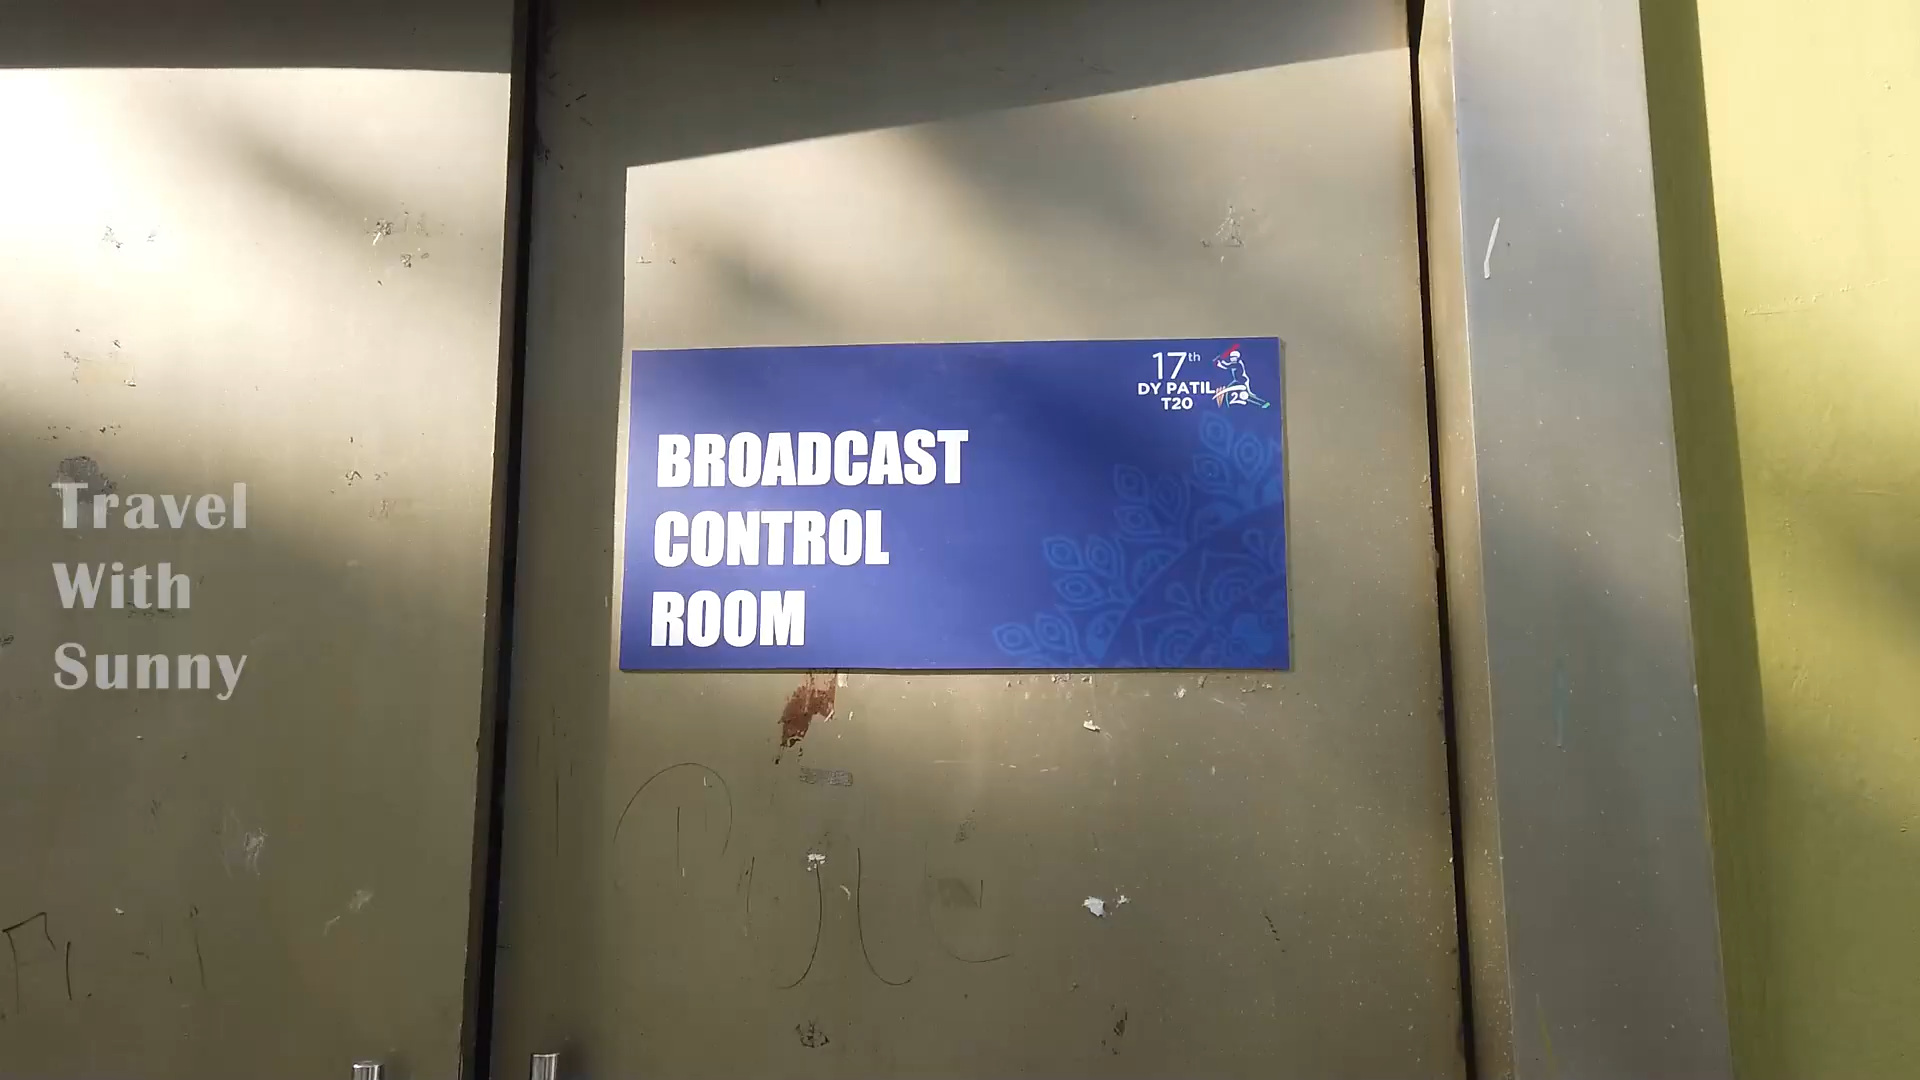 17th
DY PATIL
T20
BROADCAST
CONTROL
ROOM
Travel
With
Sunny